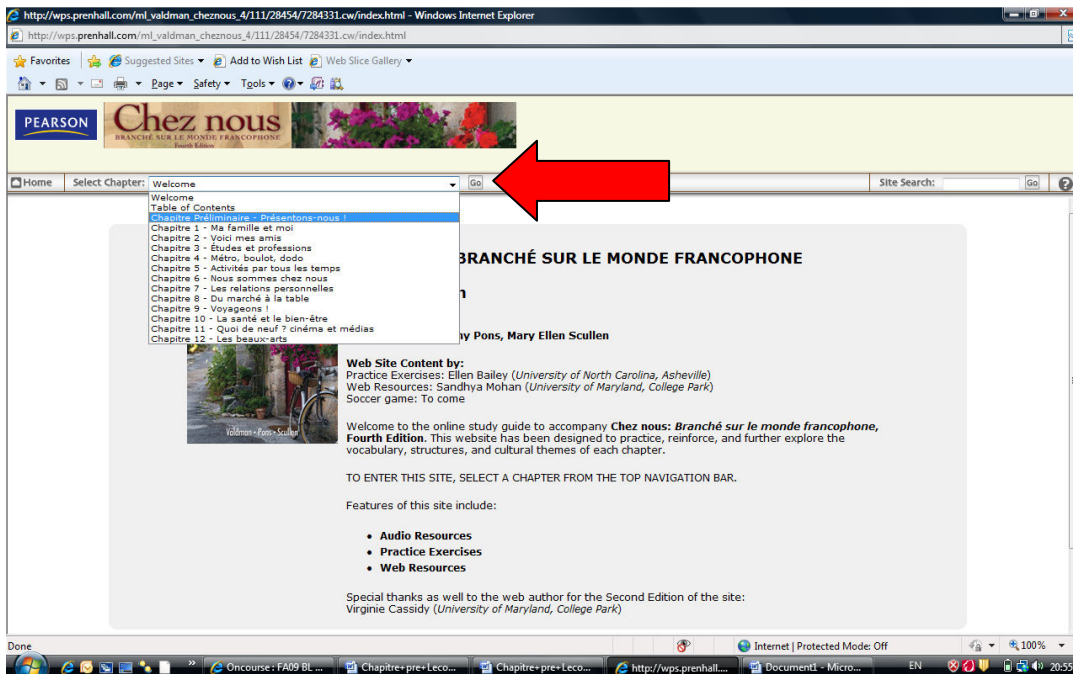 http://wps.prenhall.com/ml_valdman_cheznous_4/111/28454/7284331.cw/index.html - Windows Internet Explorer
http://wps.prenhall.com/ml_valdman_cheznous_4/111/28454/7284331.cw/index.html
Favorites Suggested Sites Add to Wish List Web Slice Gallery
Page Safety Tools
PEARSON
Chez nous
BRANCHÉ SUR LE MONDE FRANCOPHONE
Fourth Edition
Home Select Chapter: Welcome Go Site Search: Go
Welcome
Table of Contents
Chapitre Préliminaire - Présentons-nous !
Chapitre 1 - Ma famille et moi
Chapitre 2 - Voici mes amis
Chapitre 3 - Études et professions
Chapitre 4 - Métro, boulot, dodo
Chapitre 5 - Activités par tous les temps
Chapitre 6 - Nous sommes chez nous
Chapitre 7 - Les relations personnelles
Chapitre 8 - Du marché à la table
Chapitre 9 - Voyageons !
Chapitre 10 - La santé et le bien-être
Chapitre 11 - Quoi de neuf ? cinéma et médias
Chapitre 12 - Les beaux-arts
BRANCHÉ SUR LE MONDE FRANCOPHONE
ny Pons, Mary Ellen Scullen
Valdman • Pons • Scullen
Web Site Content by:
Practice Exercises: Ellen Bailey (University of North Carolina, Asheville)
Web Resources: Sandhya Mohan (University of Maryland, College Park)
Soccer game: To come
Welcome to the online study guide to accompany Chez nous: Branché sur le monde francophone,
Fourth Edition. This website has been designed to practice, reinforce, and further explore the
vocabulary, structures, and cultural themes of each chapter.
TO ENTER THIS SITE, SELECT A CHAPTER FROM THE TOP NAVIGATION BAR.
Features of this site include:
• Audio Resources
• Practice Exercises
• Web Resources
Special thanks as well to the web author for the Second Edition of the site:
Virginie Cassidy (University of Maryland, College Park)
Done Internet | Protected Mode: Off 100%
Oncourse : FA09 BL ... Chapitre+pre+Leco... Chapitre+pre+Leco... http://wps.prenhall.... Document1 - Micro... EN 20:55